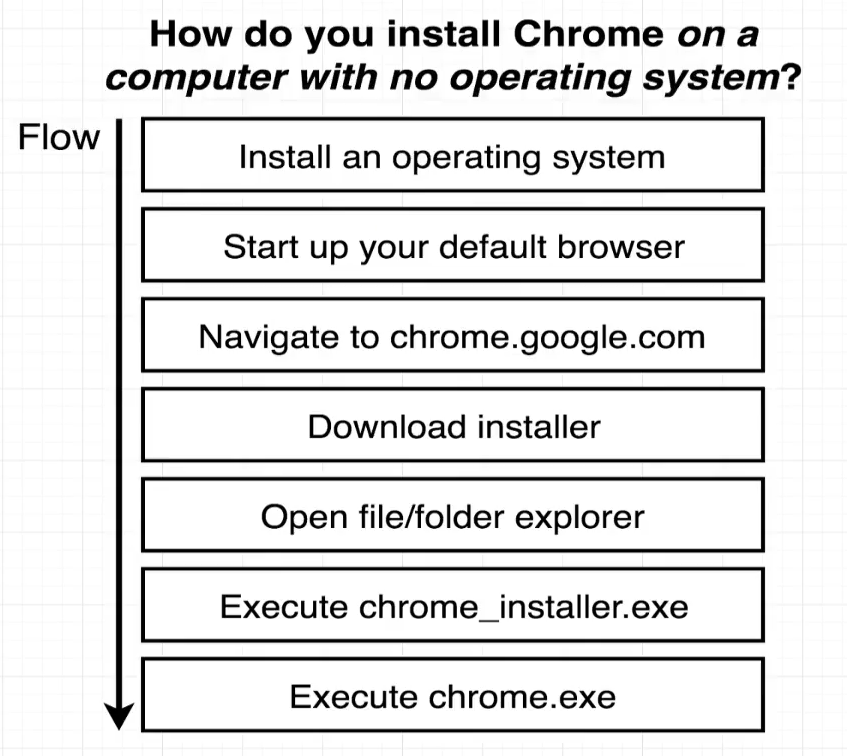 How do you install Chrome on a
computer with no operating system?
Flow
Install an operating system
Start up your default browser
Navigate to chrome.google.com
Download installer
Open file/folder explorer
Execute chrome_installer.exe
Execute chrome.exe